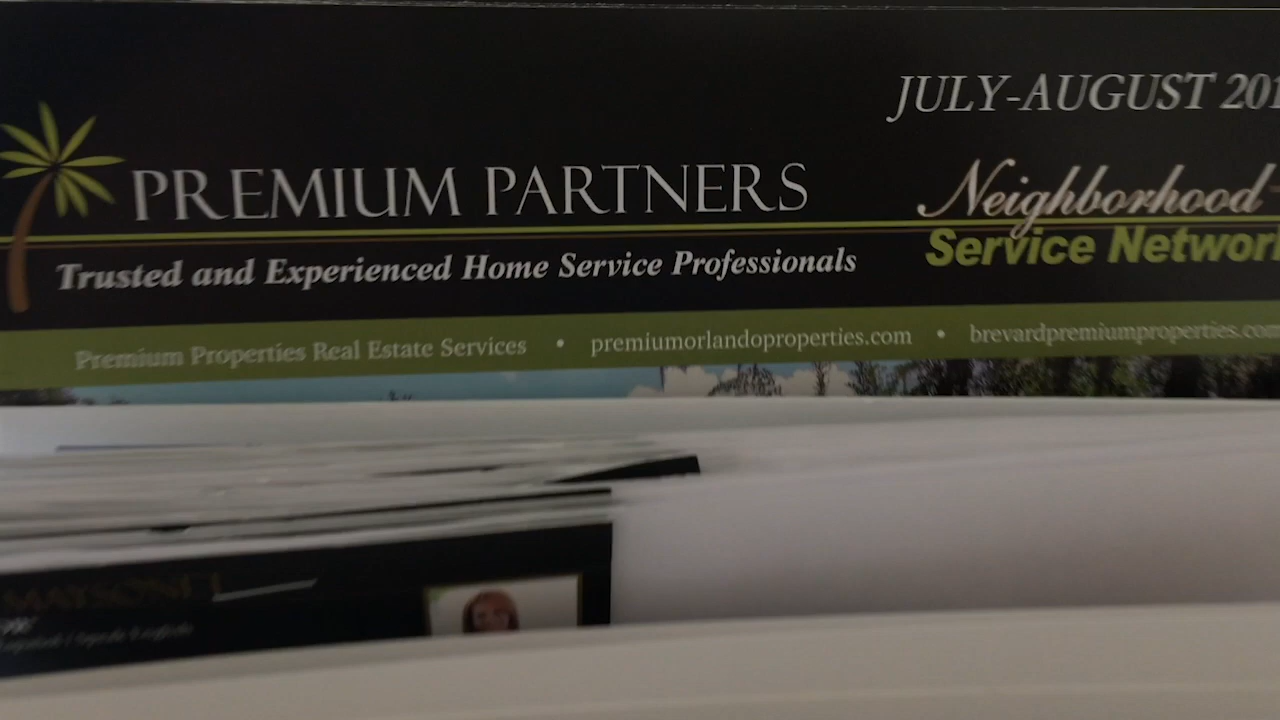 JULY-AUGUST 201
PREMIUM PARTNERS
Neighborhood
Service Network
Trusted and Experienced Home Service Professionals
Premium Properties Real Estate Services • premiumorlandoproperties.com • brevardpremiumproperties.com